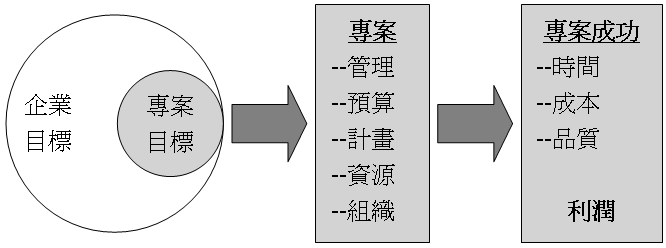 企業
目標
專案
目標
專案
--管理
--預算
--計畫
--資源
--組織
專案成功
--時間
--成本
--品質
利潤